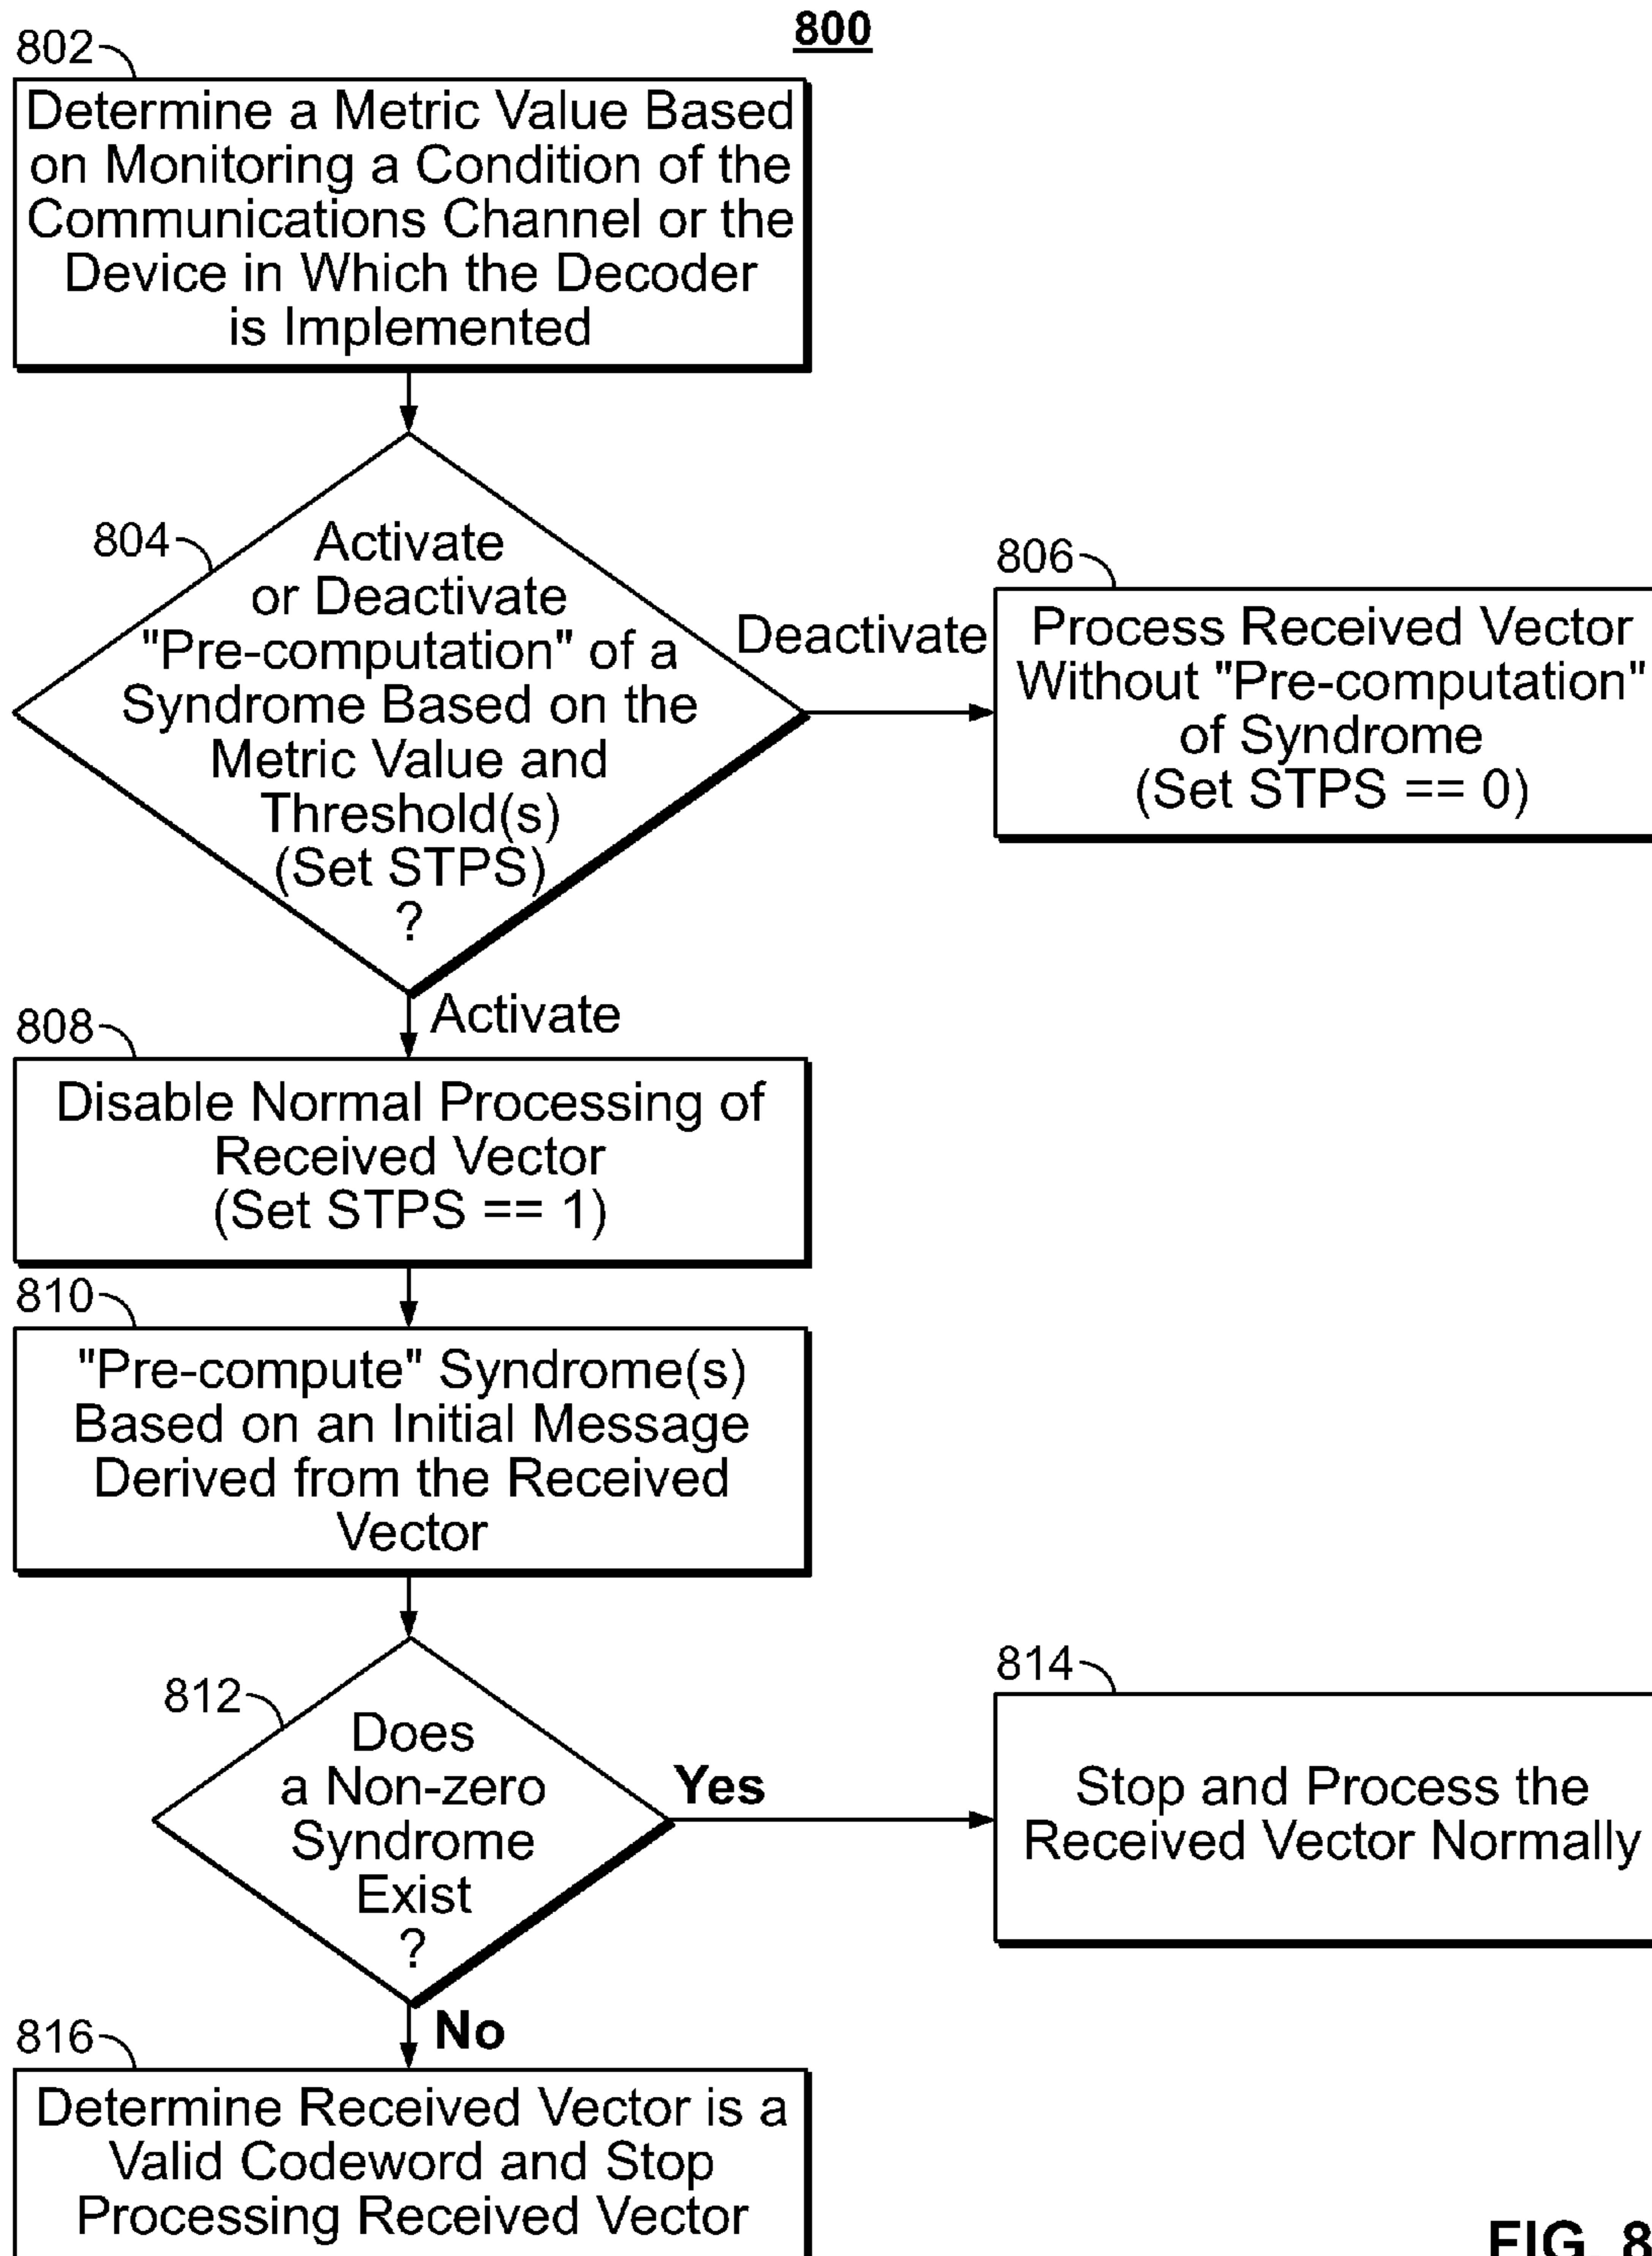 800
802
Determine a Metric Value Based
on Monitoring a Condition of the
Communications Channel or the
Device in Which the Decoder
is Implemented
804
Activate
or Deactivate
"Pre-computation" of a
Syndrome Based on the
Metric Value and
Threshold(s)
(Set STPS)
?
Deactivate
806
Process Received Vector
Without "Pre-computation"
of Syndrome
(Set STPS == 0)
Activate
808
Disable Normal Processing of
Received Vector
(Set STPS == 1)
810
"Pre-compute" Syndrome(s)
Based on an Initial Message
Derived from the Received
Vector
812
Does
a Non-zero
Syndrome
Exist
?
Yes
814
Stop and Process the
Received Vector Normally
No
816
Determine Received Vector is a
Valid Codeword and Stop
Processing Received Vector
FIG. 8